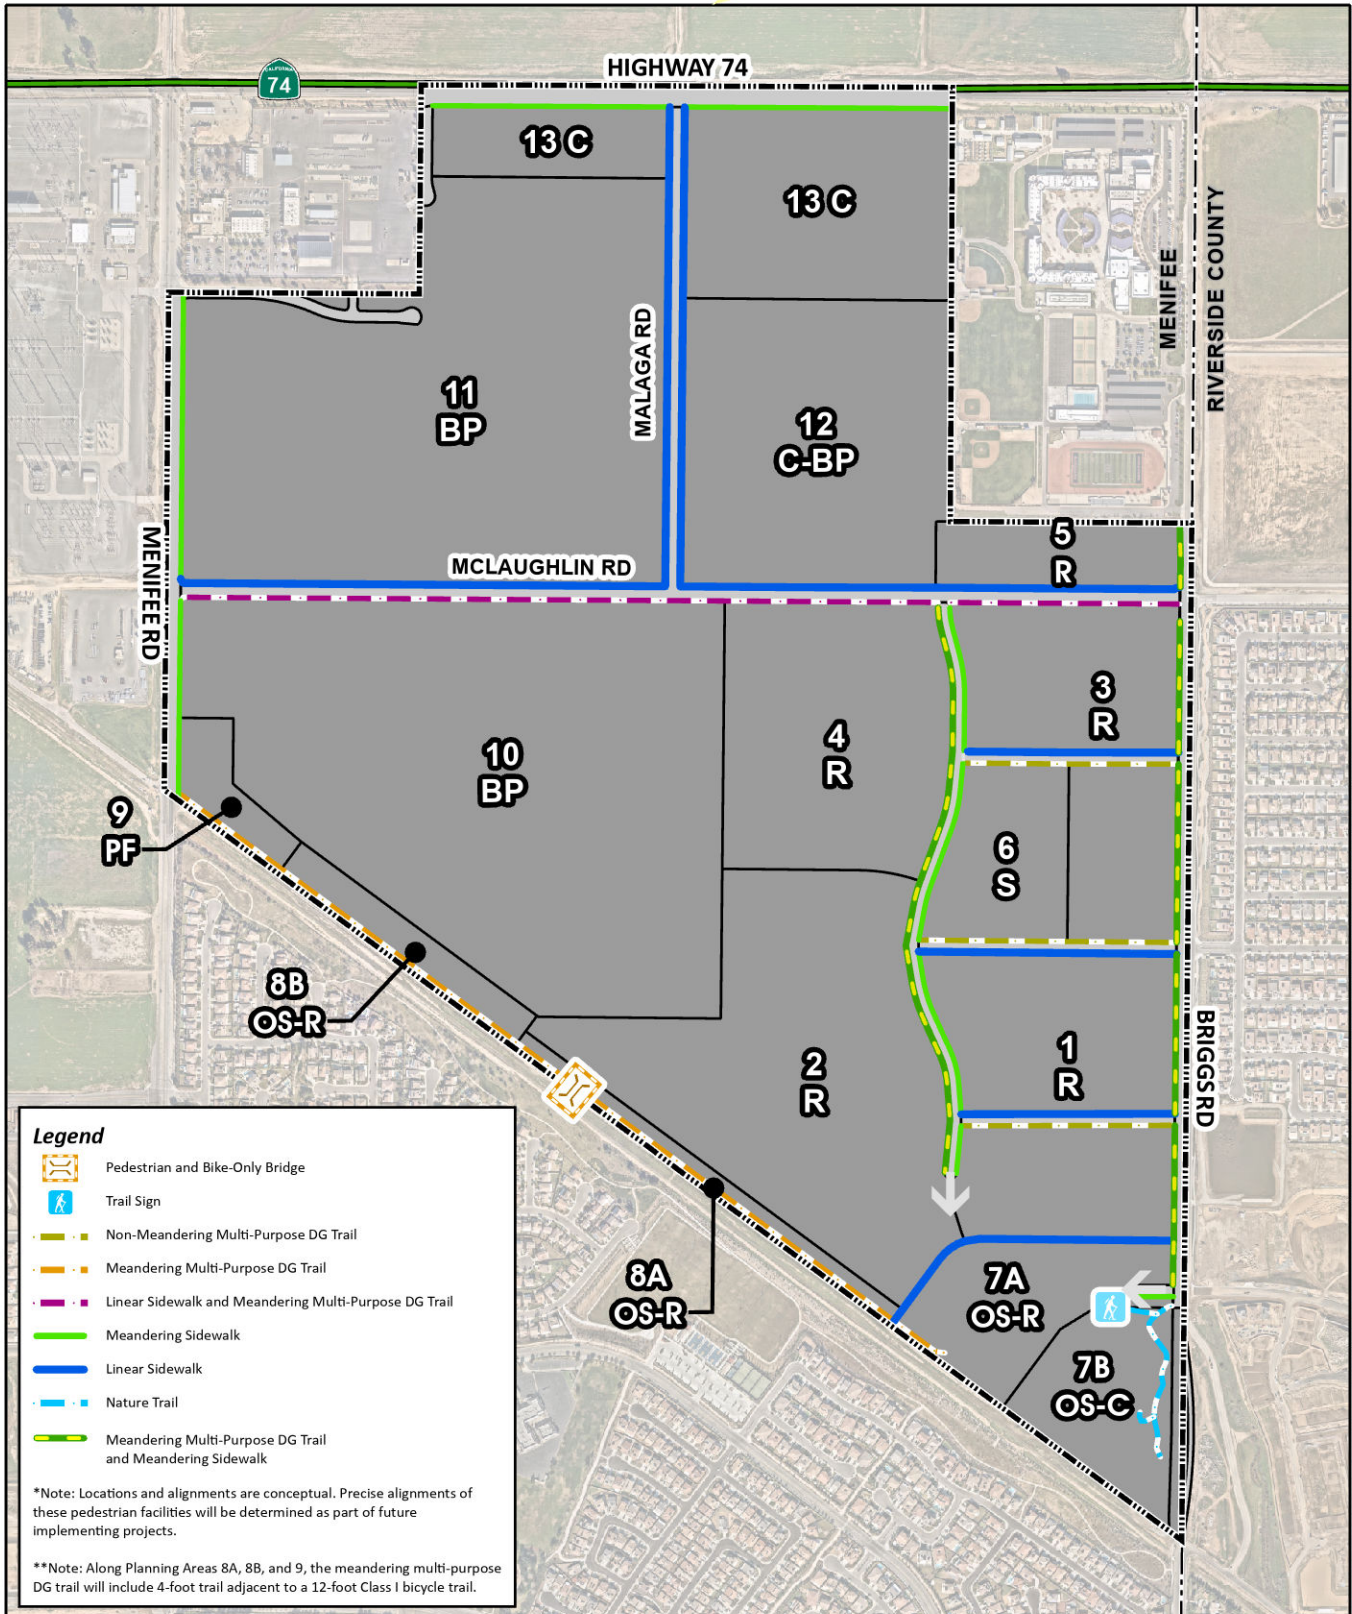 HIGHWAY 74
CALIFORNIA
74
13 C
13 C
MENIFEE
RIVERSIDE COUNTY
MALAGA RD
11
BP
12
C-BP
5
R
MCLAUGHLIN RD
MENIFEE RD
3
R
4
R
10
BP
9
PF
6
S
8B
OS-R
1
R
BRIGGS RD
2
R
8A
OS-R
7A
OS-R
7B
OS-C
Legend
Pedestrian and Bike-Only Bridge
Trail Sign
Non-Meandering Multi-Purpose DG Trail
Meandering Multi-Purpose DG Trail
Linear Sidewalk and Meandering Multi-Purpose DG Trail
Meandering Sidewalk
Linear Sidewalk
Nature Trail
Meandering Multi-Purpose DG Trail
and Meandering Sidewalk
*Note: Locations and alignments are conceptual. Precise alignments of
these pedestrian facilities will be determined as part of future
implementing projects.
**Note: Along Planning Areas 8A, 8B, and 9, the meandering multi-purpose
DG trail will include 4-foot trail adjacent to a 12-foot Class I bicycle trail.